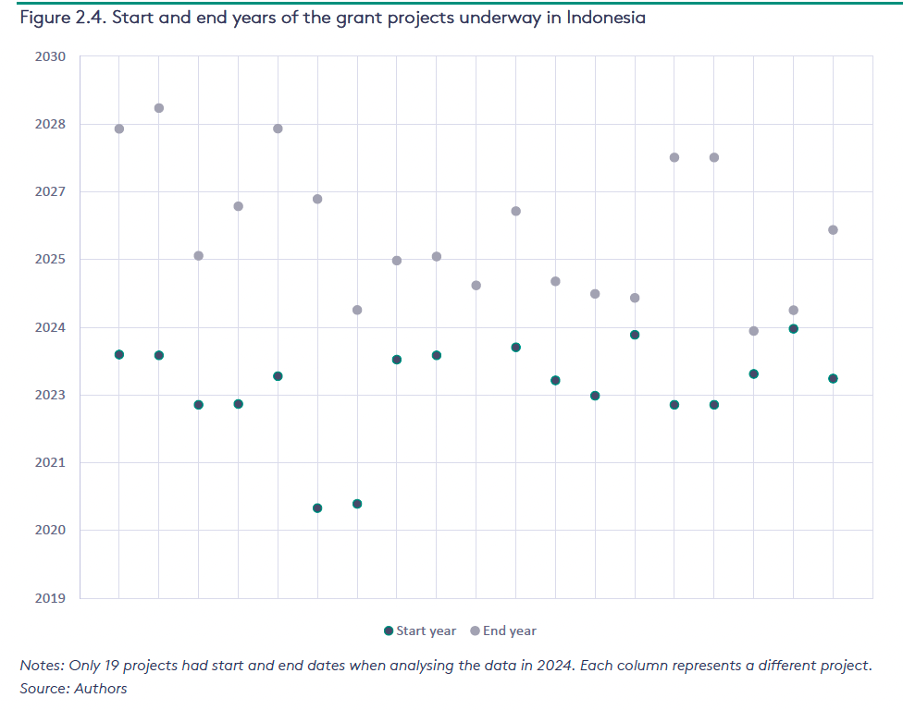 Figure 2.4. Start and end years of the grant projects underway in Indonesia
2030
2028
2027
2025
2024
2023
2021
2020
2019
Start year End year
Notes: Only 19 projects had start and end dates when analysing the data in 2024. Each column represents a different project.
Source: Authors